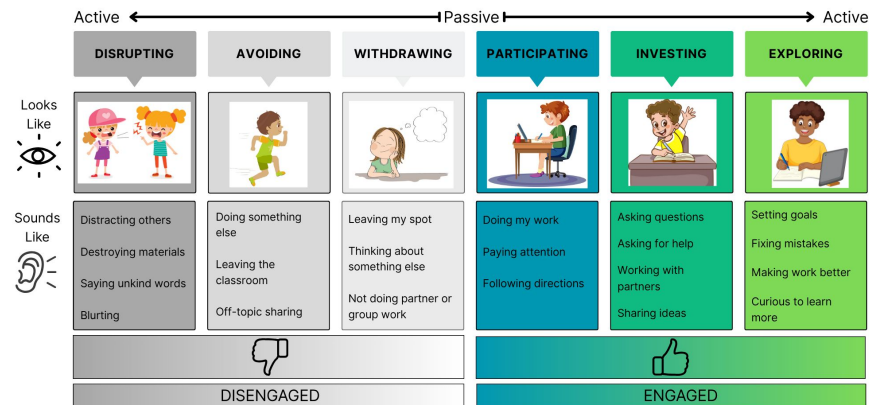 Active Passive Active
DISRUPTING
AVOIDING
WITHDRAWING
PARTICIPATING
INVESTING
EXPLORING
Looks
Like
Sounds
Like
Distracting others
Destroying materials
Saying unkind words
Blurting
Doing something
else
Leaving the
classroom
Off-topic sharing
Leaving my spot
Thinking about
something else
Not doing partner or
group work
Doing my work
Paying attention
Following directions
Asking questions
Asking for help
Working with
partners
Sharing ideas
Setting goals
Fixing mistakes
Making work better
Curious to learn
more
DISENGAGED
ENGAGED